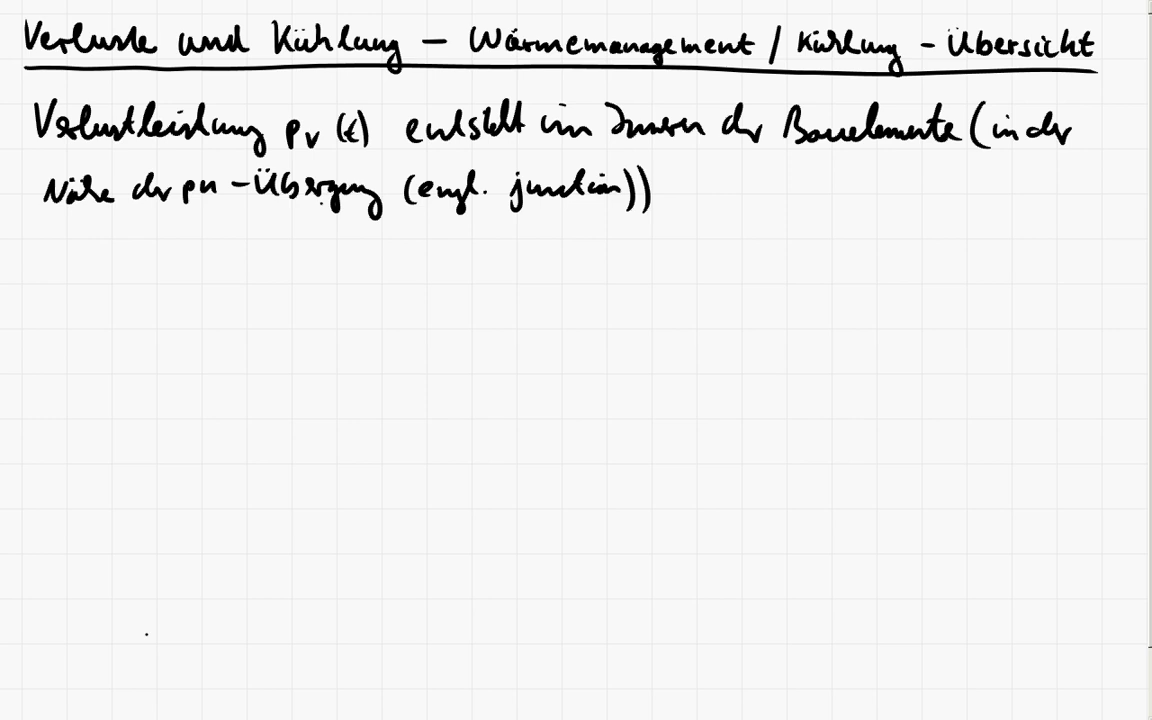 Verluste und Kühlung – Wärmemanagement / Kühlung – Übersicht
Verlustleistung pv(t) entsteht im Inneren der Bauelemente (in der
Nähe der pn-Übergang (engl. junction))